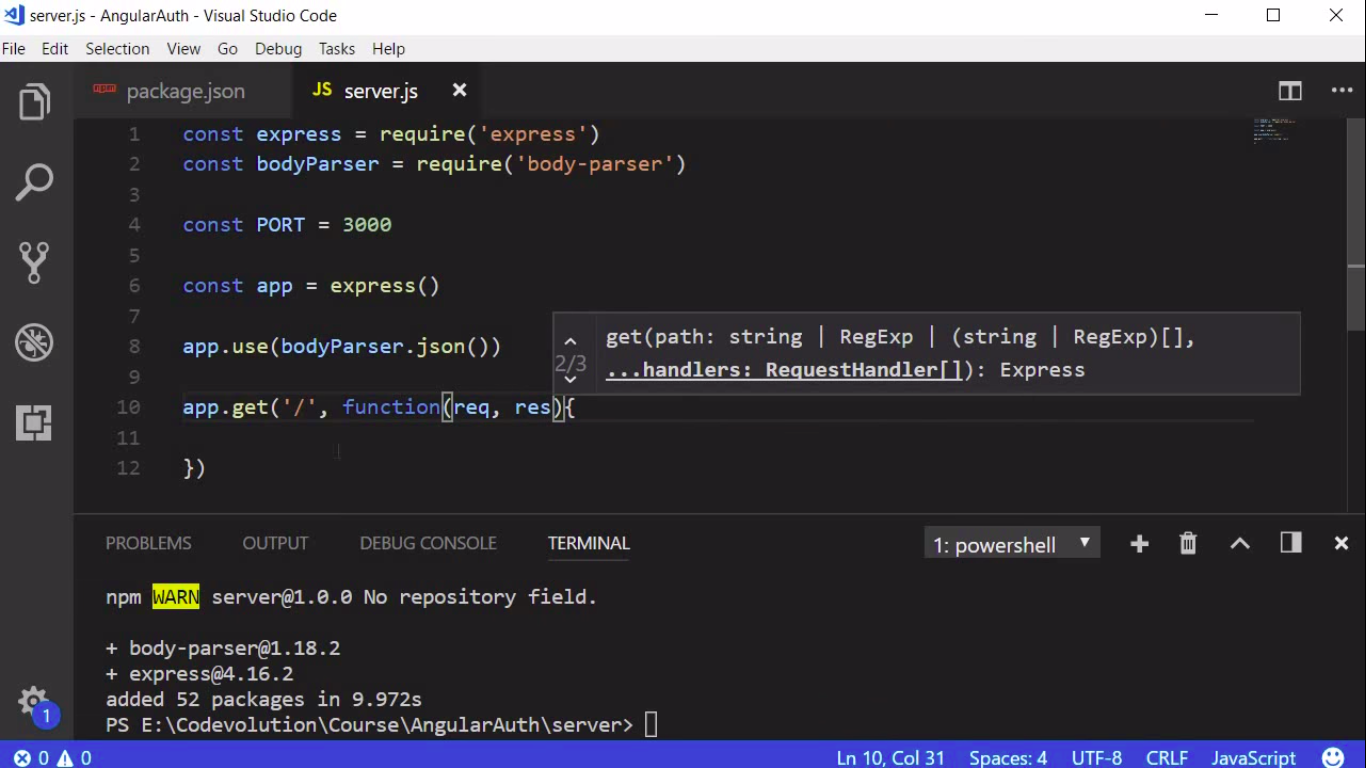 server.js - AngularAuth - Visual Studio Code
File Edit Selection View Go Debug Tasks Help
npm package.json JS server.js
1 const express = require('express')
2 const bodyParser = require('body-parser')
3
4 const PORT = 3000
5
6 const app = express()
7
8 app.use(bodyParser.json())
9
10 app.get('/', function(req, res){
11
12 })
get(path: string | RegExp | (string | RegExp)[],
2/3
...handlers: RequestHandler[]): Express
PROBLEMS OUTPUT DEBUG CONSOLE TERMINAL 1: powershell
npm WARN server@1.0.0 No repository field.
+ body-parser@1.18.2
+ express@4.16.2
added 52 packages in 9.972s
PS E:\Codevolution\Course\AngularAuth\server>
1
0 0 Ln 10, Col 31 Spaces: 4 UTF-8 CRLF JavaScript